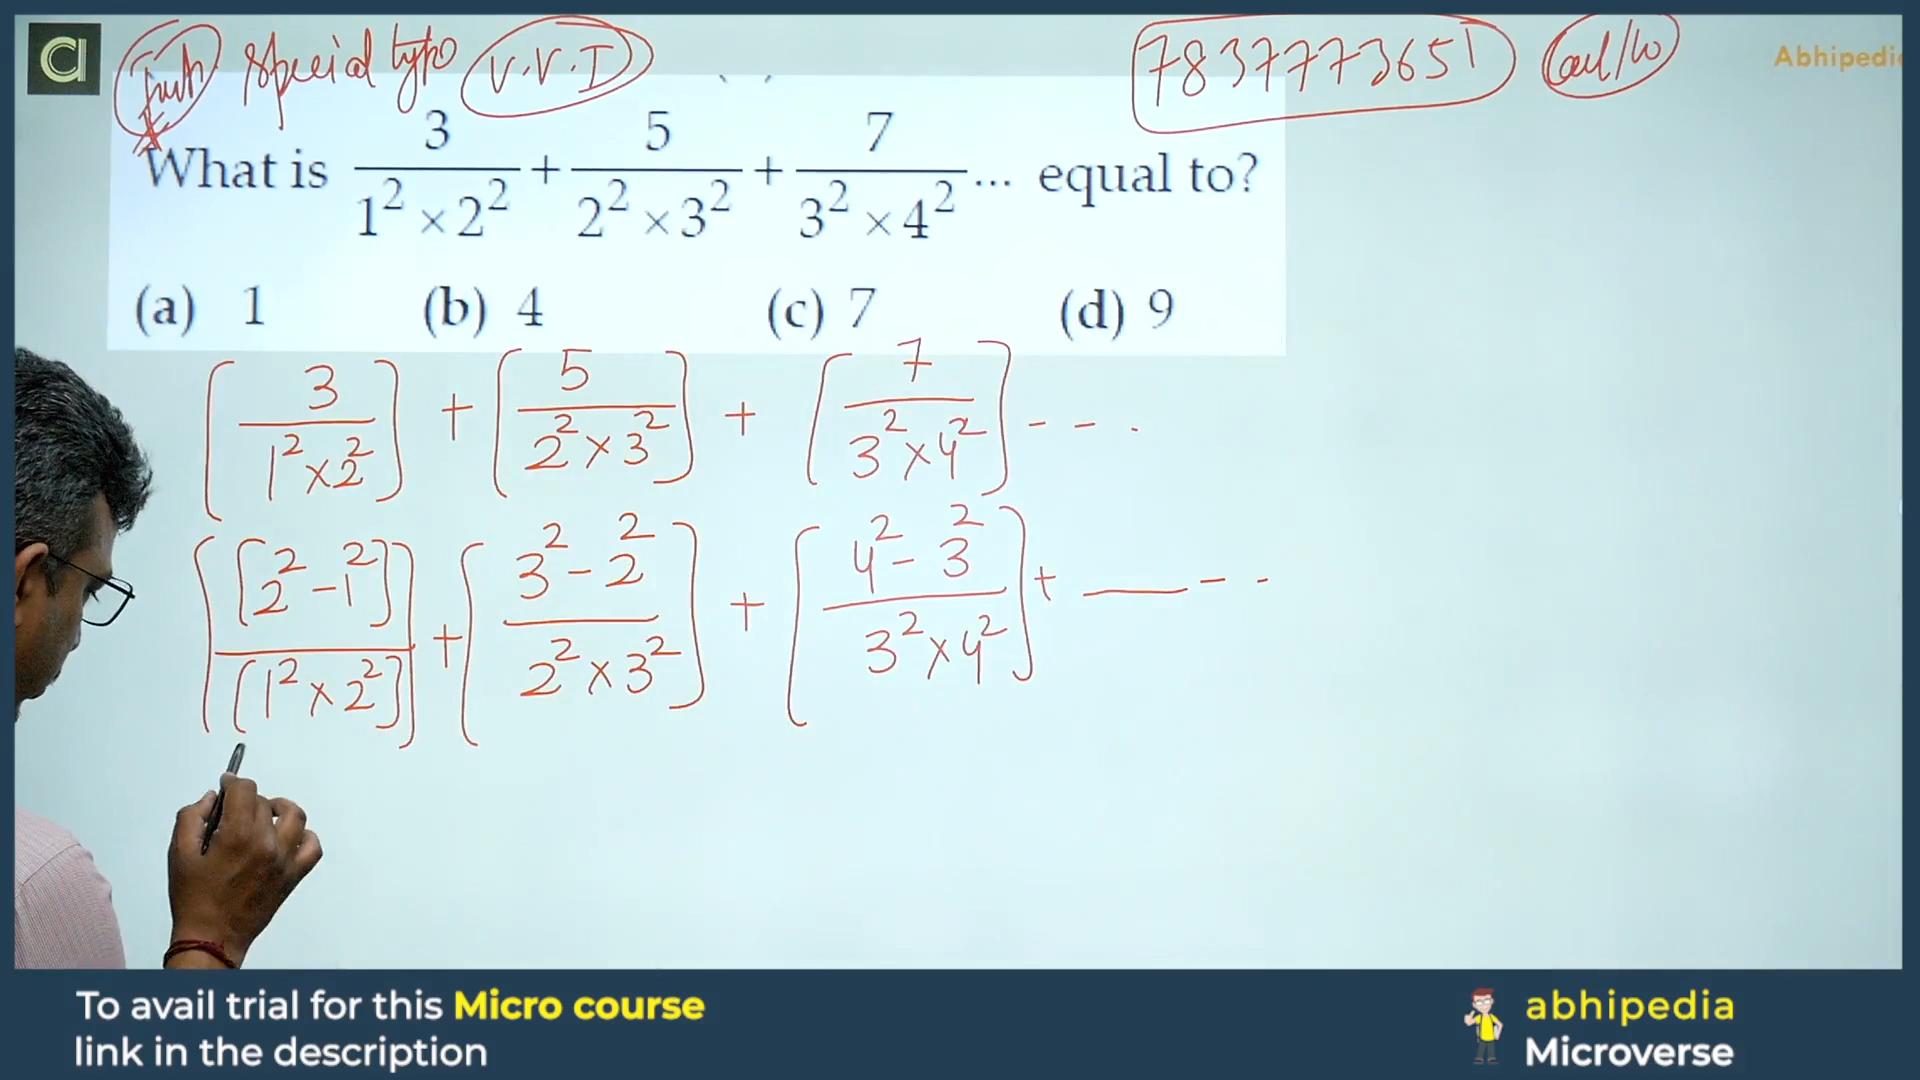 a
special type V.V.I
7837773651 Call/W
Abhipedi
What is 3/(1² × 2²) + 5/(2² × 3²) + 7/(3² × 4²) ... equal to?
(a) 1 (b) 4 (c) 7 (d) 9
[3/(1² × 2²)] + [5/(2² × 3²)] + [7/(3² × 4²)] - - - .
[[2² - 1²]/[1² × 2²]] + [(3² - 2²)/(2² × 3²)] + [(4² - 3²)/(3² × 4²)] + — - -
To avail trial for this Micro course
link in the description
abhipedia
Microverse